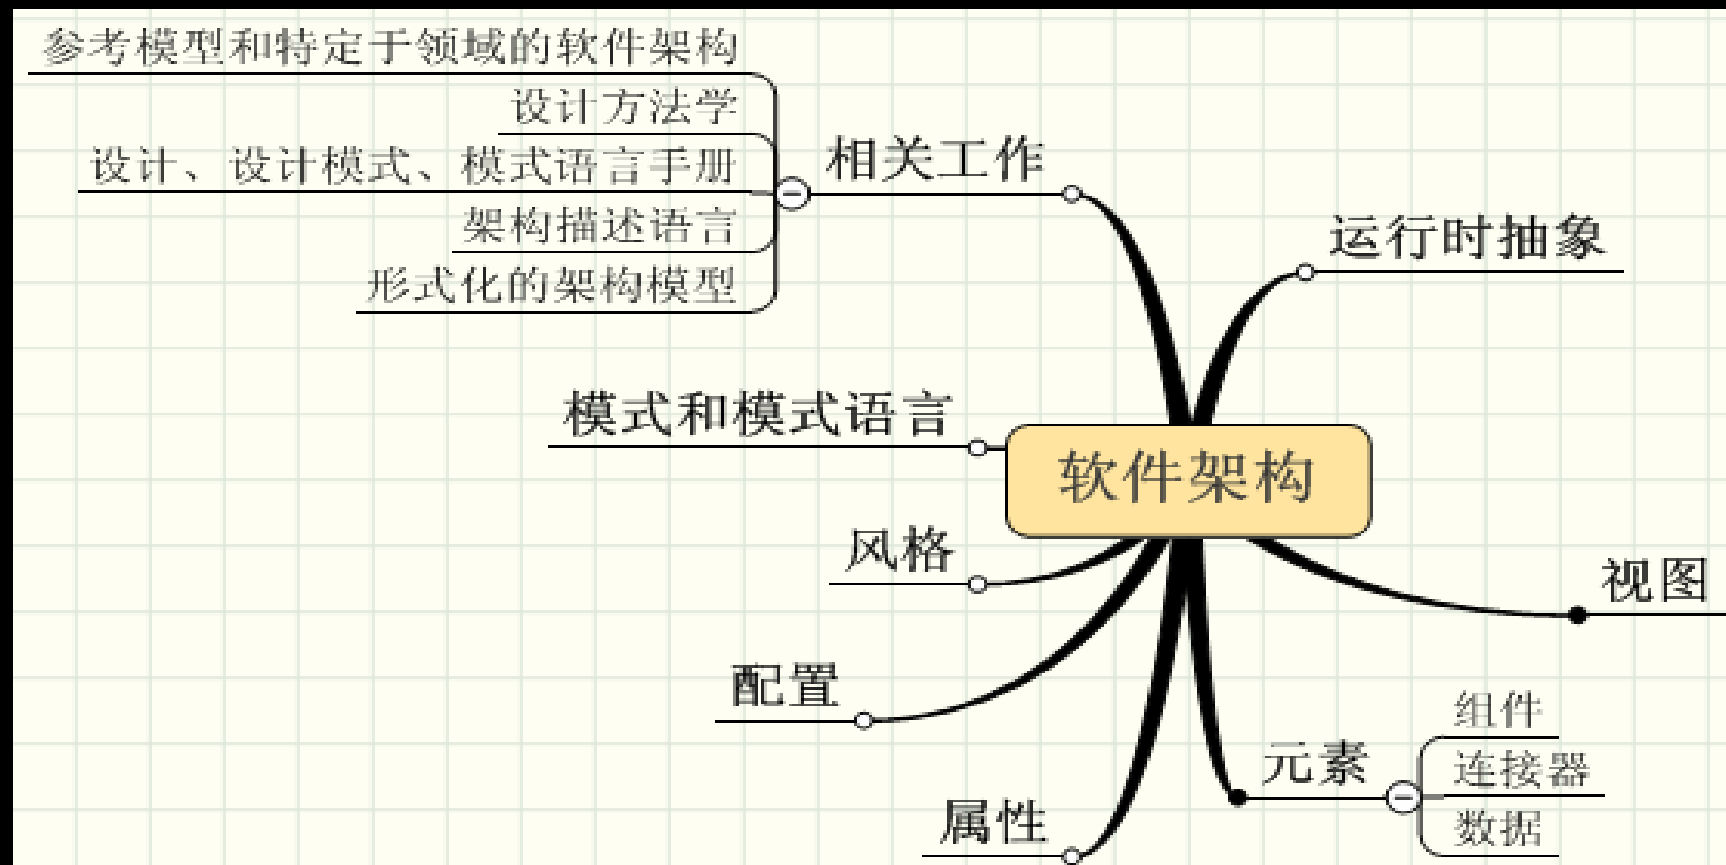 参考模型和特定于领域的软件架构
设计方法学
设计、设计模式、模式语言手册
架构描述语言
形式化的架构模型
相关工作
运行时抽象
模式和模式语言
软件架构
风格
视图
配置
元素
组件
连接器
数据
属性